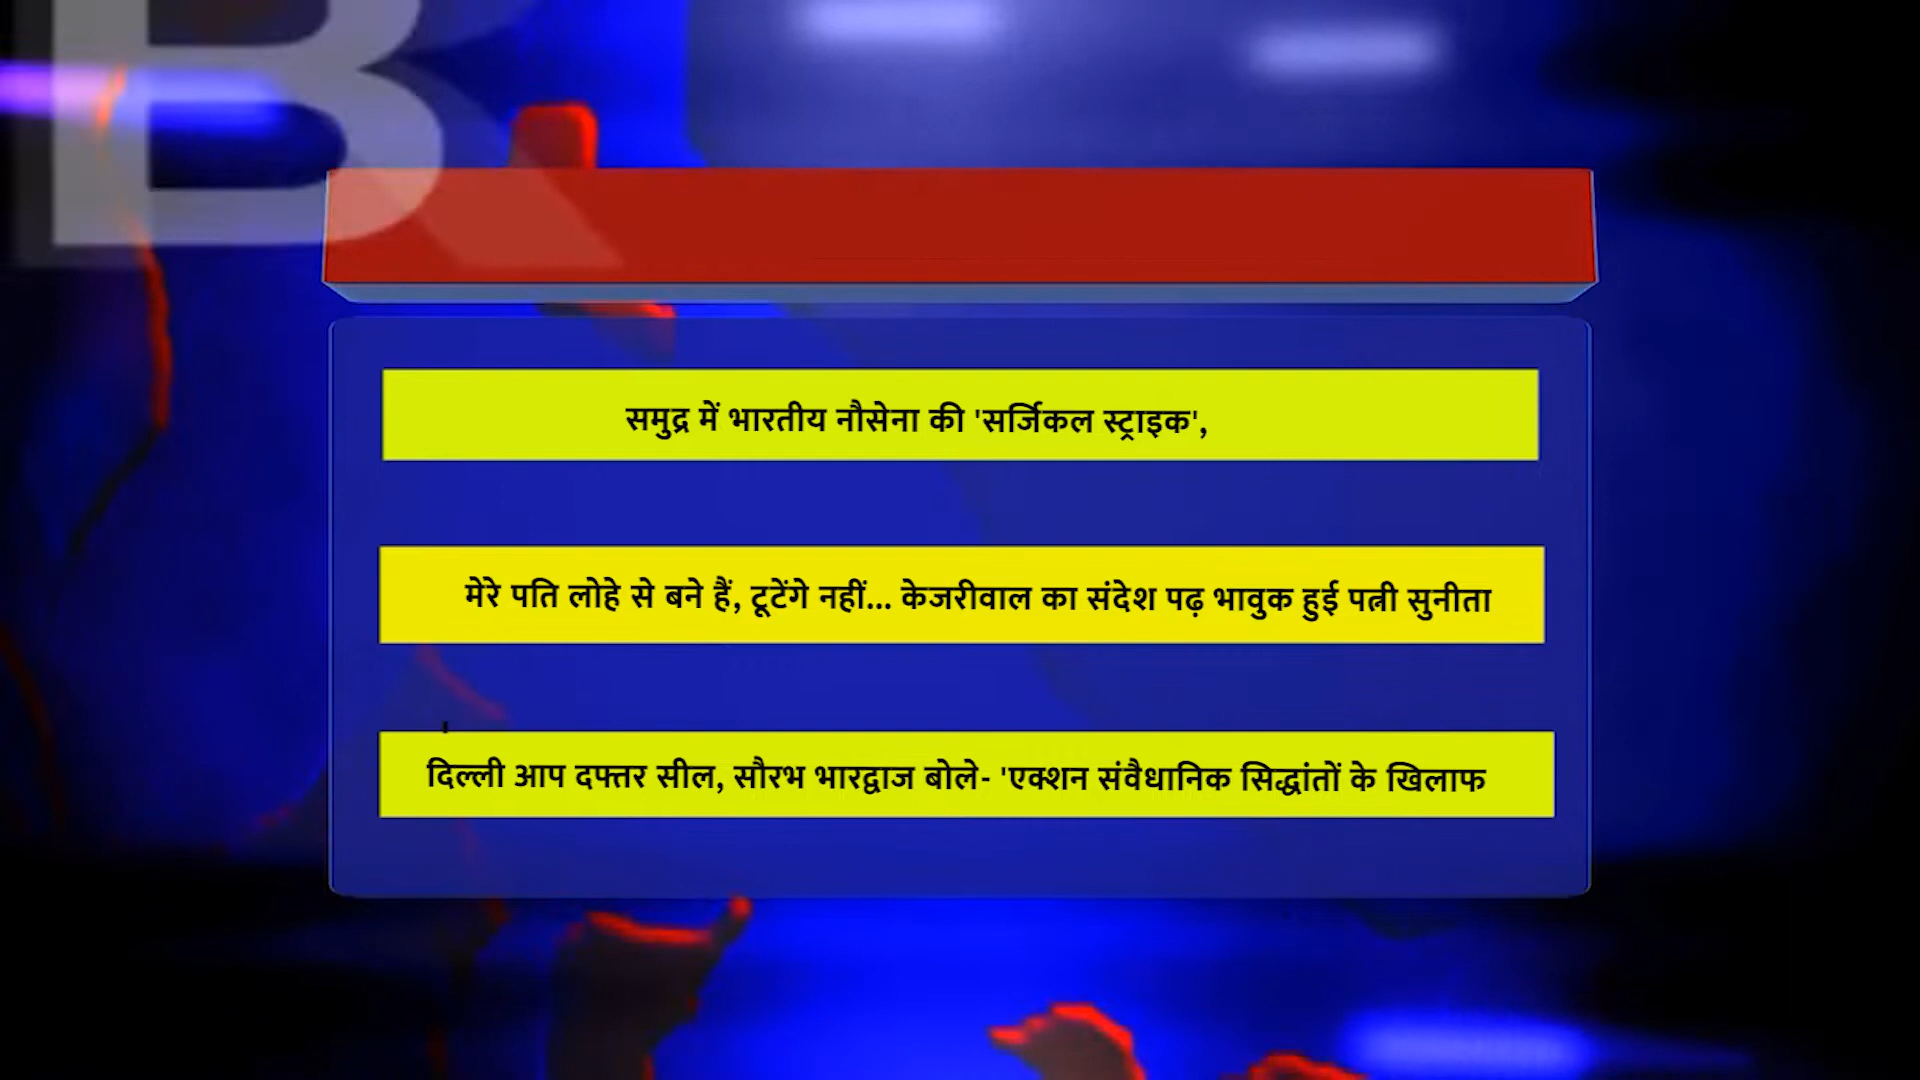 B
समुद्र में भारतीय नौसेना की 'सर्जिकल स्ट्राइक',
मेरे पति लोहे से बने हैं, टूटेंगे नहीं... केजरीवाल का संदेश पढ़ भावुक हुई पत्नी सुनीता
दिल्ली आप दफ्तर सील, सौरभ भारद्वाज बोले- 'एक्शन संवैधानिक सिद्धांतों के खिलाफ